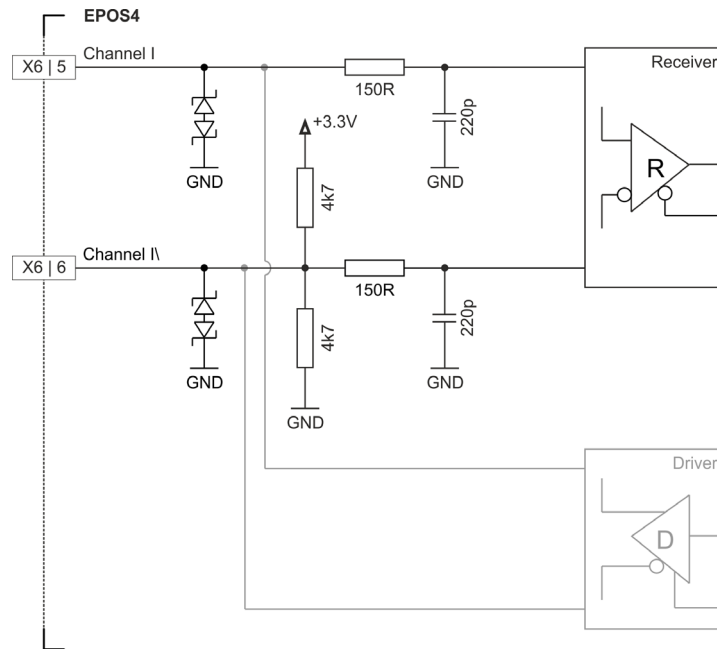 EPOS4
X6 | 5
Channel I
150R
220p
Receiver
+3.3V
GND
GND
4k7
R
X6 | 6
Channel I\
150R
220p
4k7
GND
GND
GND
Driver
D